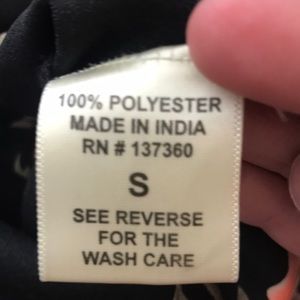 100% POLYESTER
MADE IN INDIA
RN # 137360
S
SEE REVERSE
FOR THE
WASH CARE